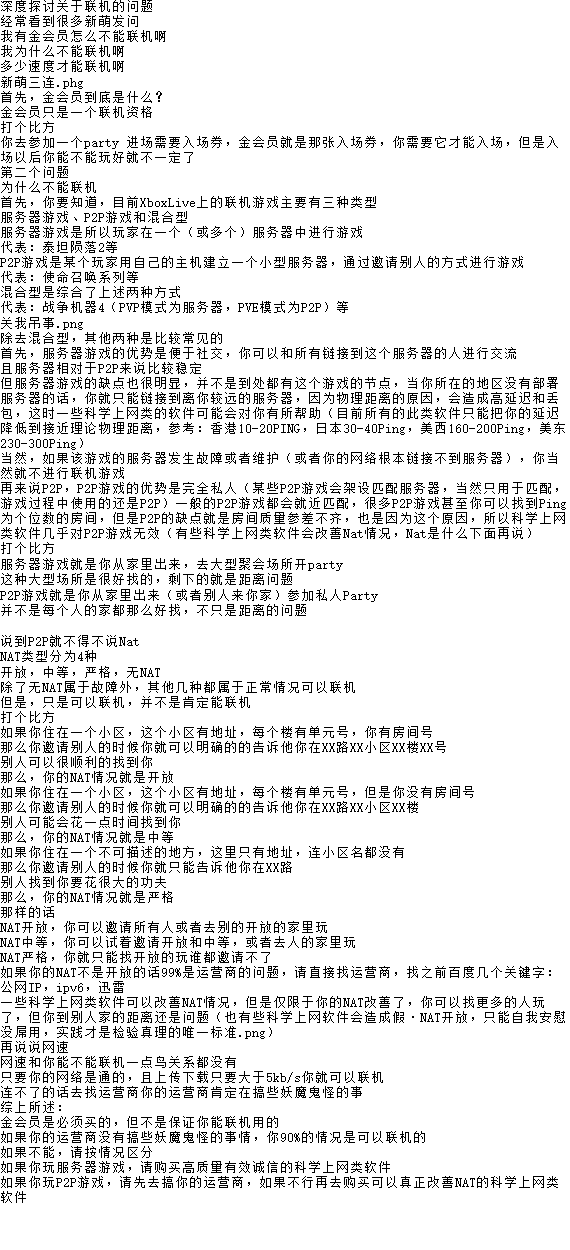 深度探讨关于联机的问题
经常看到很多新萌发问
我有金会员怎么不能联机啊
我为什么不能联机啊
多少速度才能联机啊
新萌三连.phg
首先，金会员到底是什么？
金会员只是一个联机资格
打个比方
你去参加一个party 进场需要入场券，金会员就是那张入场券，你需要它才能入场，但是入
场以后你能不能玩好就不一定了
第二个问题
为什么不能联机
首先，你要知道，目前XboxLive上的联机游戏主要有三种类型
服务器游戏、P2P游戏和混合型
服务器游戏是所以玩家在一个（或多个）服务器中进行游戏
代表：泰坦陨落2等
P2P游戏是某个玩家用自己的主机建立一个小型服务器，通过邀请别人的方式进行游戏
代表：使命召唤系列等
混合型是综合了上述两种方式
代表：战争机器4（PVP模式为服务器，PVE模式为P2P）等
关我吊事.png
除去混合型，其他两种是比较常见的
首先，服务器游戏的优势是便于社交，你可以和所有链接到这个服务器的人进行交流
且服务器相对于P2P来说比较稳定
但服务器游戏的缺点也很明显，并不是到处都有这个游戏的节点，当你所在的地区没有部署
服务器的话，你就只能链接到离你较远的服务器，因为物理距离的原因，会造成高延迟和丢
包，这时一些科学上网类的软件可能会对你有所帮助（目前所有的此类软件只能把你的延迟
降低到接近理论物理距离，参考：香港10-20PING，日本30-40Ping，美西160-200Ping，美东
230-300Ping）
当然，如果该游戏的服务器发生故障或者维护（或者你的网络根本链接不到服务器），你当
然就不进行联机游戏
再来说P2P，P2P游戏的优势是完全私人（某些P2P游戏会架设匹配服务器，当然只用于匹配，
游戏过程中使用的还是P2P）一般的P2P游戏都会就近匹配，很多P2P游戏甚至你可以找到Ping
为个位数的房间，但是P2P的缺点就是房间质量参差不齐，也是因为这个原因，所以科学上网
类软件几乎对P2P游戏无效（有些科学上网类软件会改善Nat情况，Nat是什么下面再说）
打个比方
服务器游戏就是你从家里出来，去大型聚会场所开party
这种大型场所是很好找的，剩下的就是距离问题
P2P游戏就是你从家里出来（或者别人来你家）参加私人Party
并不是每个人的家都那么好找，不只是距离的问题
说到P2P就不得不说Nat
NAT类型分为4种
开放，中等，严格，无NAT
除了无NAT属于故障外，其他几种都属于正常情况可以联机
但是，只是可以联机，并不是肯定能联机
打个比方
如果你住在一个小区，这个小区有地址，每个楼有单元号，你有房间号
那么你邀请别人的时候你就可以明确的的告诉他你在XX路XX小区XX楼XX号
别人可以很顺利的找到你
那么，你的NAT情况就是开放
如果你住在一个小区，这个小区有地址，每个楼有单元号，但是你没有房间号
那么你邀请别人的时候你就可以明确的的告诉他你在XX路XX小区XX楼
别人可能会花一点时间找到你
那么，你的NAT情况就是中等
如果你住在一个不可描述的地方，这里只有地址，连小区名都没有
那么你邀请别人的时候你就只能告诉他你在XX路
别人找到你要花很大的功夫
那么，你的NAT情况就是严格
那样的话
NAT开放，你可以邀请所有人或者去别的开放的家里玩
NAT中等，你可以试着邀请开放和中等，或者去人的家里玩
NAT严格，你就只能找开放的玩谁都邀请不了
如果你的NAT不是开放的话99%是运营商的问题，请直接找运营商，找之前百度几个关键字：
公网IP，ipv6，迅雷
一些科学上网类软件可以改善NAT情况，但是仅限于你的NAT改善了，你可以找更多的人玩
了，但你到别人家的距离还是问题（也有些科学上网软件会造成假·NAT开放，只能自我安慰
没屌用，实践才是检验真理的唯一标准.png）
再说说网速
网速和你能不能联机一点鸟关系都没有
只要你的网络是通的，且上传下载只要大于5kb/s你就可以联机
连不了的话去找运营商你的运营商肯定在搞些妖魔鬼怪的事
综上所述：
金会员是必须买的，但不是保证你能联机用的
如果你的运营商没有搞些妖魔鬼怪的事情，你90%的情况是可以联机的
如果不能，请按情况区分
如果你玩服务器游戏，请购买高质量有效诚信的科学上网类软件
如果你玩P2P游戏，请先去搞你的运营商，如果不行再去购买可以真正改善NAT的科学上网类
软件